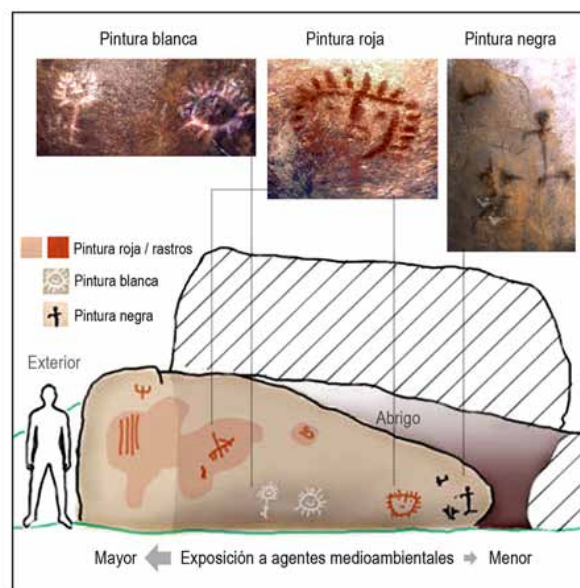 Pintura blanca
Pintura roja
Pintura negra
Pintura roja / rastros
Pintura blanca
Pintura negra
Exterior
Abrigo
Mayor
Exposición a agentes medioambientales
Menor